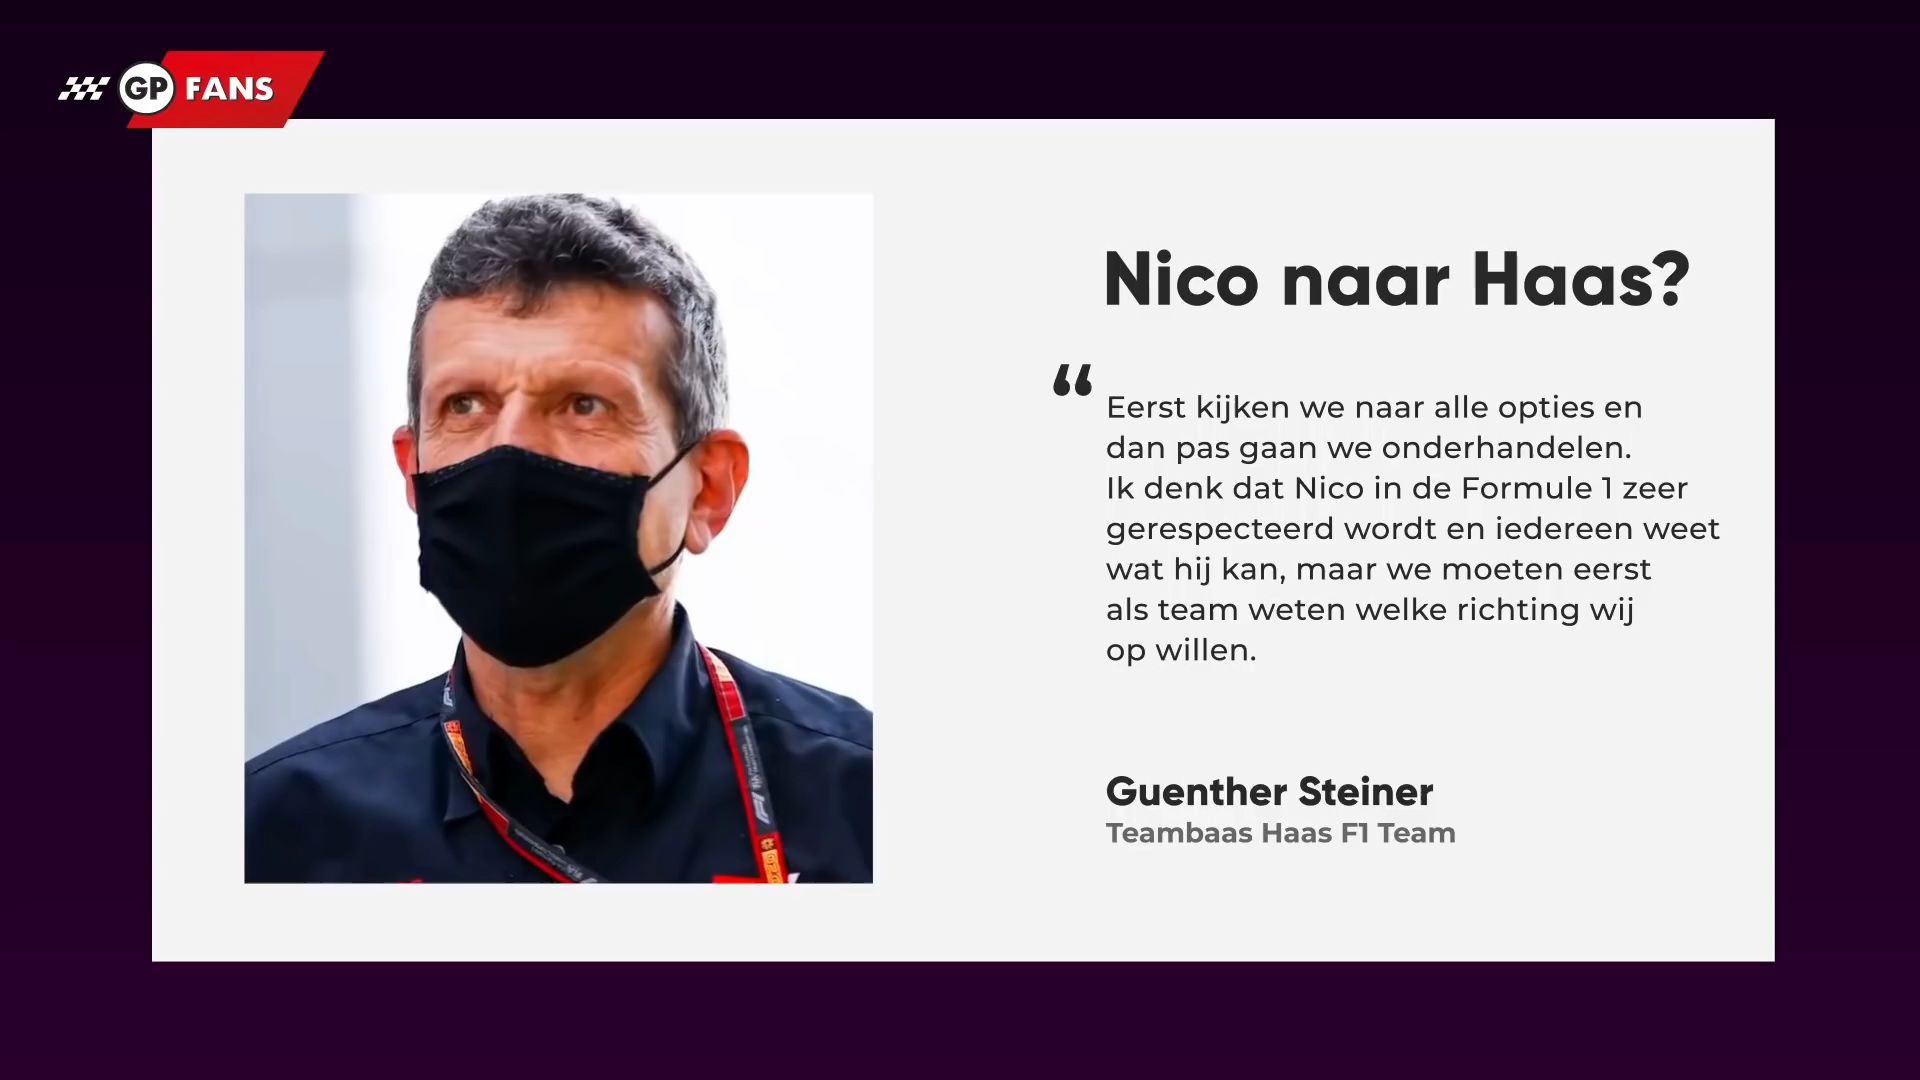 GP FANS
Nico naar Haas?
“
Eerst kijken we naar alle opties en
dan pas gaan we onderhandelen.
Ik denk dat Nico in de Formule 1 zeer
gerespecteerd wordt en iedereen weet
wat hij kan, maar we moeten eerst
als team weten welke richting wij
op willen.
Guenther Steiner
Teambaas Haas F1 Team